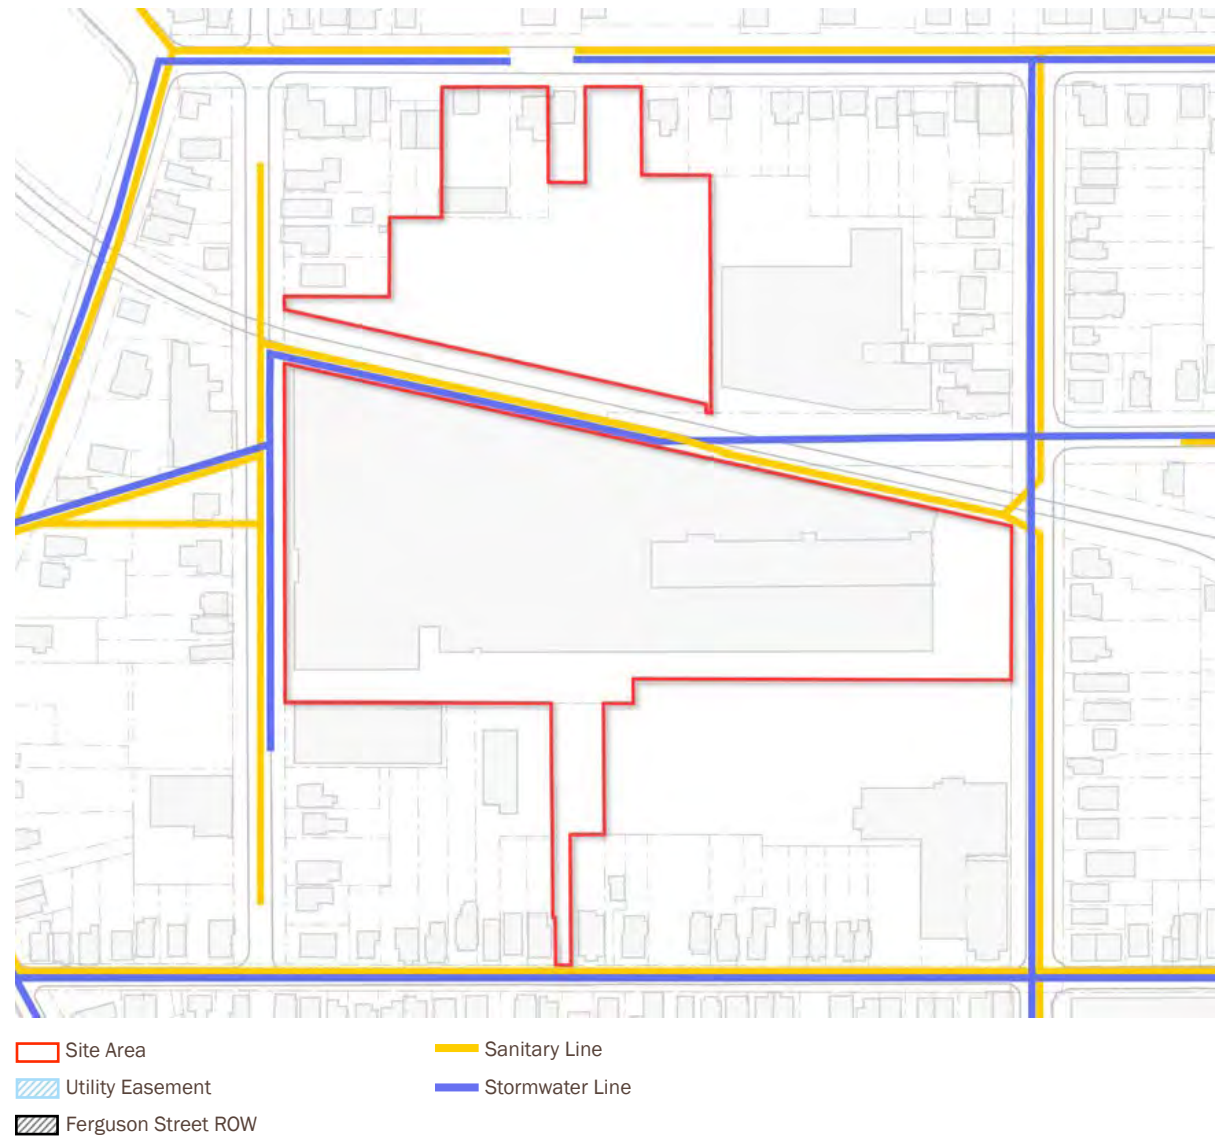 Site Area
Utility Easement
Ferguson Street ROW
Sanitary Line
Stormwater Line